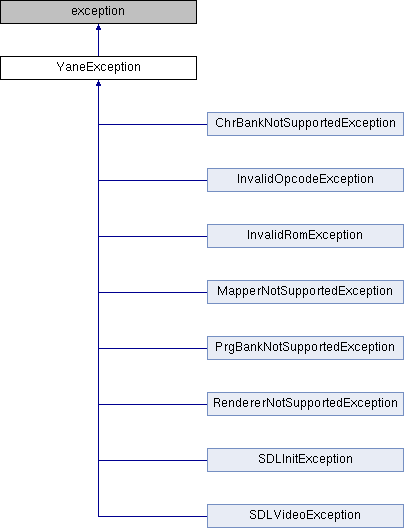 exception
YaneException
ChrBankNotSupportedException
InvalidOpcodeException
InvalidRomException
MapperNotSupportedException
PrgBankNotSupportedException
RendererNotSupportedException
SDLInitException
SDLVideoException